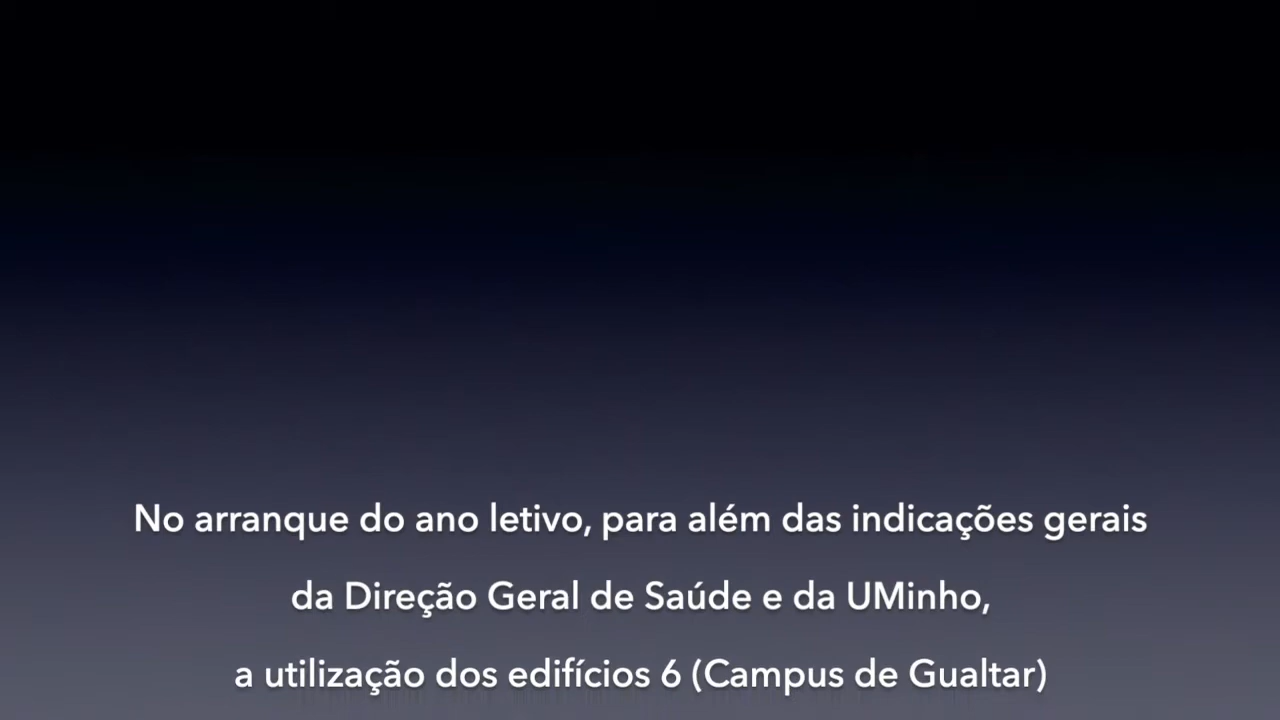 No arranque do ano letivo, para além das indicações gerais
da Direção Geral de Saúde e da UMinho,
a utilização dos edifícios 6 (Campus de Gualtar)